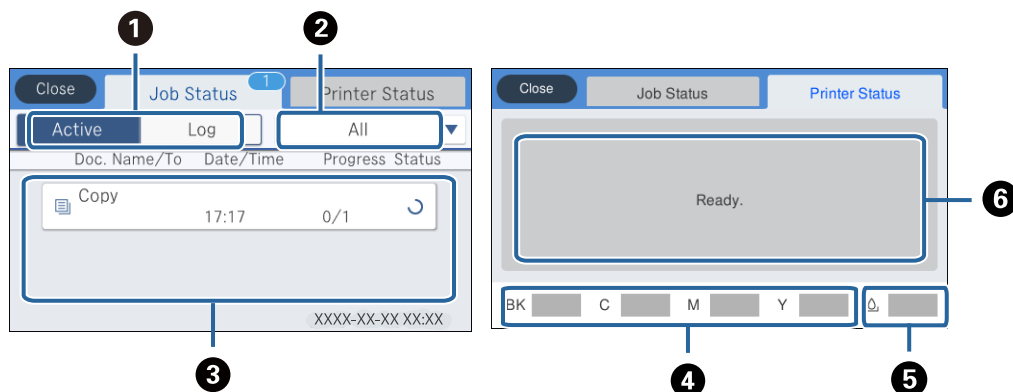 1 2
Close Job Status 1 Printer Status
Active Log All
Doc. Name/To Date/Time Progress Status
Copy
17:17 0/1
XXXX-XX-XX XX:XX
3
Close Job Status Printer Status
Ready.
6
BK C M Y
4 5